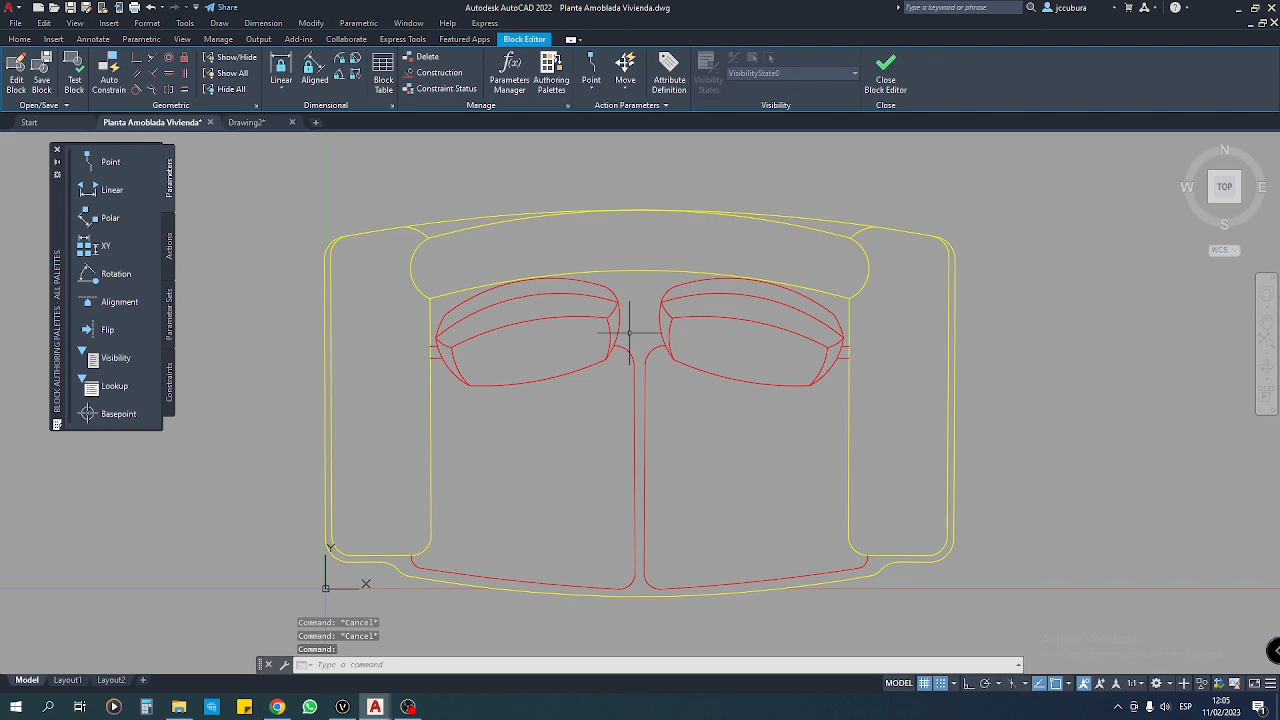 Share
Autodesk AutoCAD 2022
Planta Amoblada Vivienda.dwg
Type a keyword or phrase
jccubura
File
Edit
View
Insert
Format
Tools
Draw
Dimension
Modify
Parametric
Window
Help
Express
Home
Insert
Annotate
Parametric
View
Manage
Output
Add-ins
Collaborate
Express Tools
Featured Apps
Block Editor
Edit Block
Save Block
Test Block
Auto Constrain
Show/Hide
Show All
Hide All
Linear
Aligned
Block Table
Delete
Construction
Constraint Status
Parameters Manager
Authoring Palettes
Point
Move
Attribute Definition
Visibility States
VisibilityState0
Close Block Editor
Open/Save
Geometric
Dimensional
Manage
Action Parameters
Visibility
Close
Start
Planta Amoblada Vivienda*
Drawing2*
BLOCK AUTHORING PALETTES - ALL PALETTES
Point
Linear
Polar
XY
Rotation
Alignment
Flip
Visibility
Lookup
Basepoint
Parameters
Actions
Parameter Sets
Constraints
N
W
TOP
E
S
WCS
Y
X
Command: *Cancel*
Command: *Cancel*
Command:
Type a command
Activar Windows
Model
Layout1
Layout2
MODEL
1:1
ESP
12:05
11/02/2023